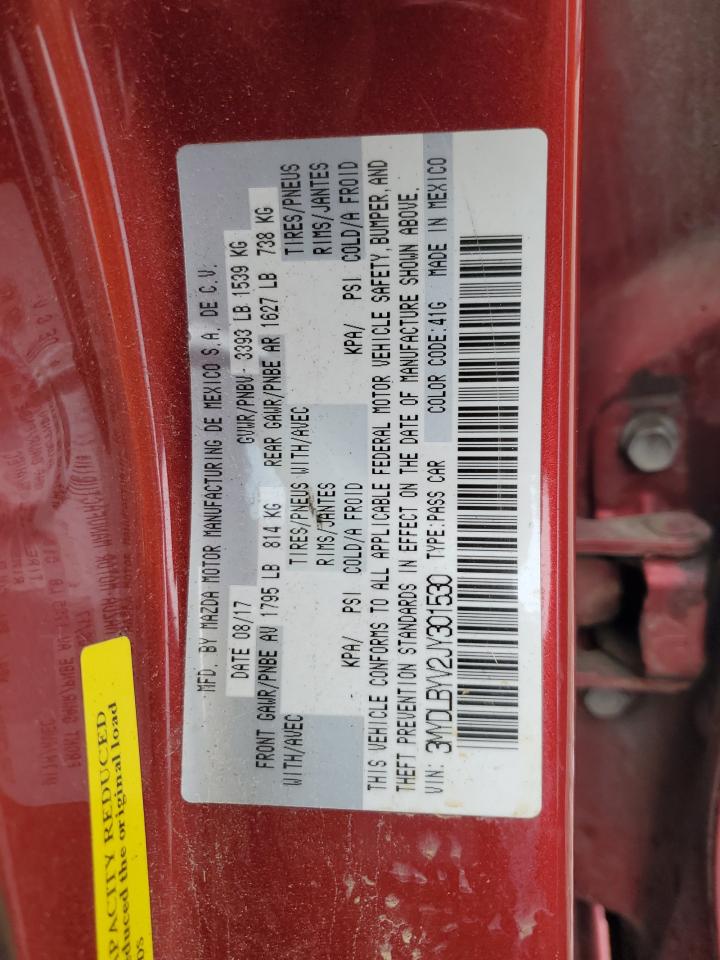 MFD. BY MAZDA MOTOR MANUFACTURING DE MEXICO S.A. DE C.V.
DATE 08/17 GVWR/PNBV- 3393 LB 1539 KG
FRONT GAWR/PNBE AV 1795 LB 814 KG REAR GAWR/PNBE AR 1627 LB 738 KG
WITH/AVEC TIRES/PNEUS WITH/AVEC TIRES/PNEUS
RIMS/JANTES RIMS/JANTES
KPA/ PSI COLD/A FROID KPA/ PSI COLD/A FROID
THIS VEHICLE CONFORMS TO ALL APPLICABLE FEDERAL MOTOR VEHICLE SAFETY, BUMPER, AND
THEFT PREVENTION STANDARDS IN EFFECT ON THE DATE OF MANUFACTURE SHOWN ABOVE.
VIN: 3MYDLBYV2JY301530 TYPE:PASS CAR COLOR CODE:41G MADE IN MEXICO
APACITY REDUCED
duced the original load